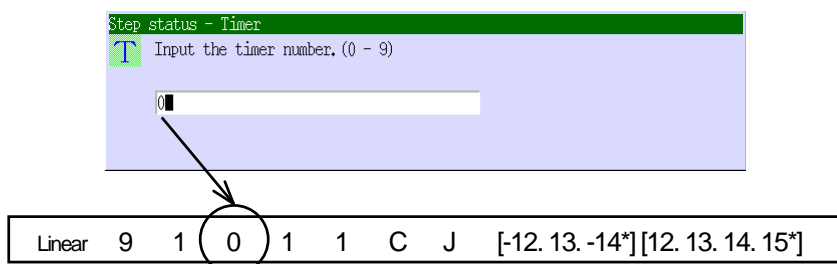 Step status - Timer
T Input the timer number. (0 - 9)
0
Linear 9 1 0 1 1 C J [-12. 13. -14*] [12. 13. 14. 15*]